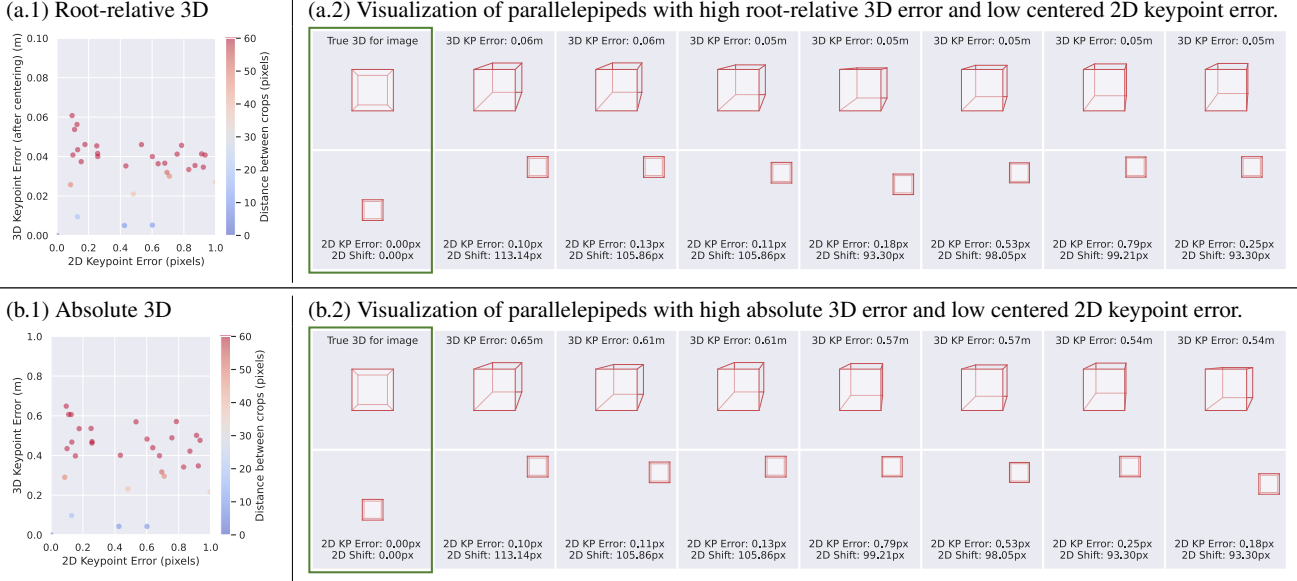 (a.1) Root-relative 3D
(a.2) Visualization of parallelepipeds with high root-relative 3D error and low centered 2D keypoint error.
3D Keypoint Error (after centering) (m)
0.10
0.08
0.06
0.04
0.02
0.00
0.0 0.2 0.4 0.6 0.8 1.0
2D Keypoint Error (pixels)
60
50
40
30
20
10
0
Distance between crops (pixels)
True 3D for image
3D KP Error: 0.06m
3D KP Error: 0.06m
3D KP Error: 0.05m
3D KP Error: 0.05m
3D KP Error: 0.05m
3D KP Error: 0.05m
3D KP Error: 0.05m
2D KP Error: 0.00px
2D Shift: 0.00px
2D KP Error: 0.10px
2D Shift: 113.14px
2D KP Error: 0.13px
2D Shift: 105.86px
2D KP Error: 0.11px
2D Shift: 105.86px
2D KP Error: 0.18px
2D Shift: 93.30px
2D KP Error: 0.53px
2D Shift: 98.05px
2D KP Error: 0.79px
2D Shift: 99.21px
2D KP Error: 0.25px
2D Shift: 93.30px
(b.1) Absolute 3D
(b.2) Visualization of parallelepipeds with high absolute 3D error and low centered 2D keypoint error.
3D Keypoint Error (m)
1.0
0.8
0.6
0.4
0.2
0.0
0.0 0.2 0.4 0.6 0.8 1.0
2D Keypoint Error (pixels)
60
50
40
30
20
10
0
Distance between crops (pixels)
True 3D for image
3D KP Error: 0.65m
3D KP Error: 0.61m
3D KP Error: 0.61m
3D KP Error: 0.57m
3D KP Error: 0.57m
3D KP Error: 0.54m
3D KP Error: 0.54m
2D KP Error: 0.00px
2D Shift: 0.00px
2D KP Error: 0.10px
2D Shift: 113.14px
2D KP Error: 0.11px
2D Shift: 105.86px
2D KP Error: 0.13px
2D Shift: 105.86px
2D KP Error: 0.79px
2D Shift: 99.21px
2D KP Error: 0.53px
2D Shift: 98.05px
2D KP Error: 0.25px
2D Shift: 93.30px
2D KP Error: 0.18px
2D Shift: 93.30px